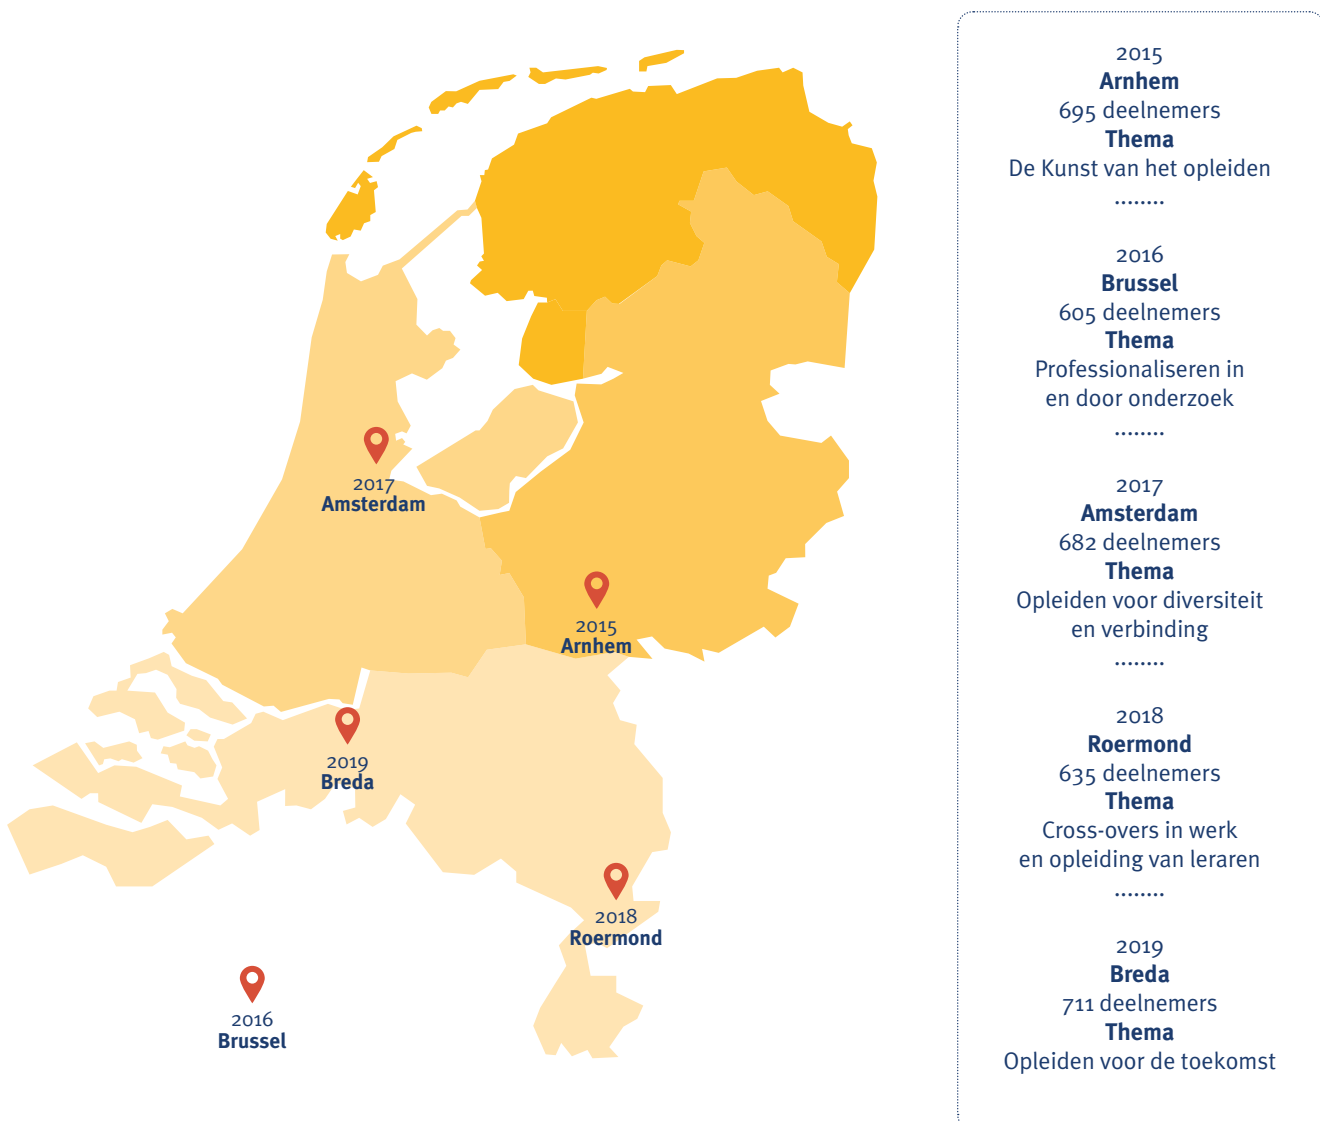 2017
Amsterdam
2015
Arnhem
2019
Breda
2018
Roermond
2016
Brussel
2015
Arnhem
695 deelnemers
Thema
De Kunst van het opleiden
........
2016
Brussel
605 deelnemers
Thema
Professionaliseren in
en door onderzoek
........
2017
Amsterdam
682 deelnemers
Thema
Opleiden voor diversiteit
en verbinding
........
2018
Roermond
635 deelnemers
Thema
Cross-overs in werk
en opleiding van leraren
........
2019
Breda
711 deelnemers
Thema
Opleiden voor de toekomst